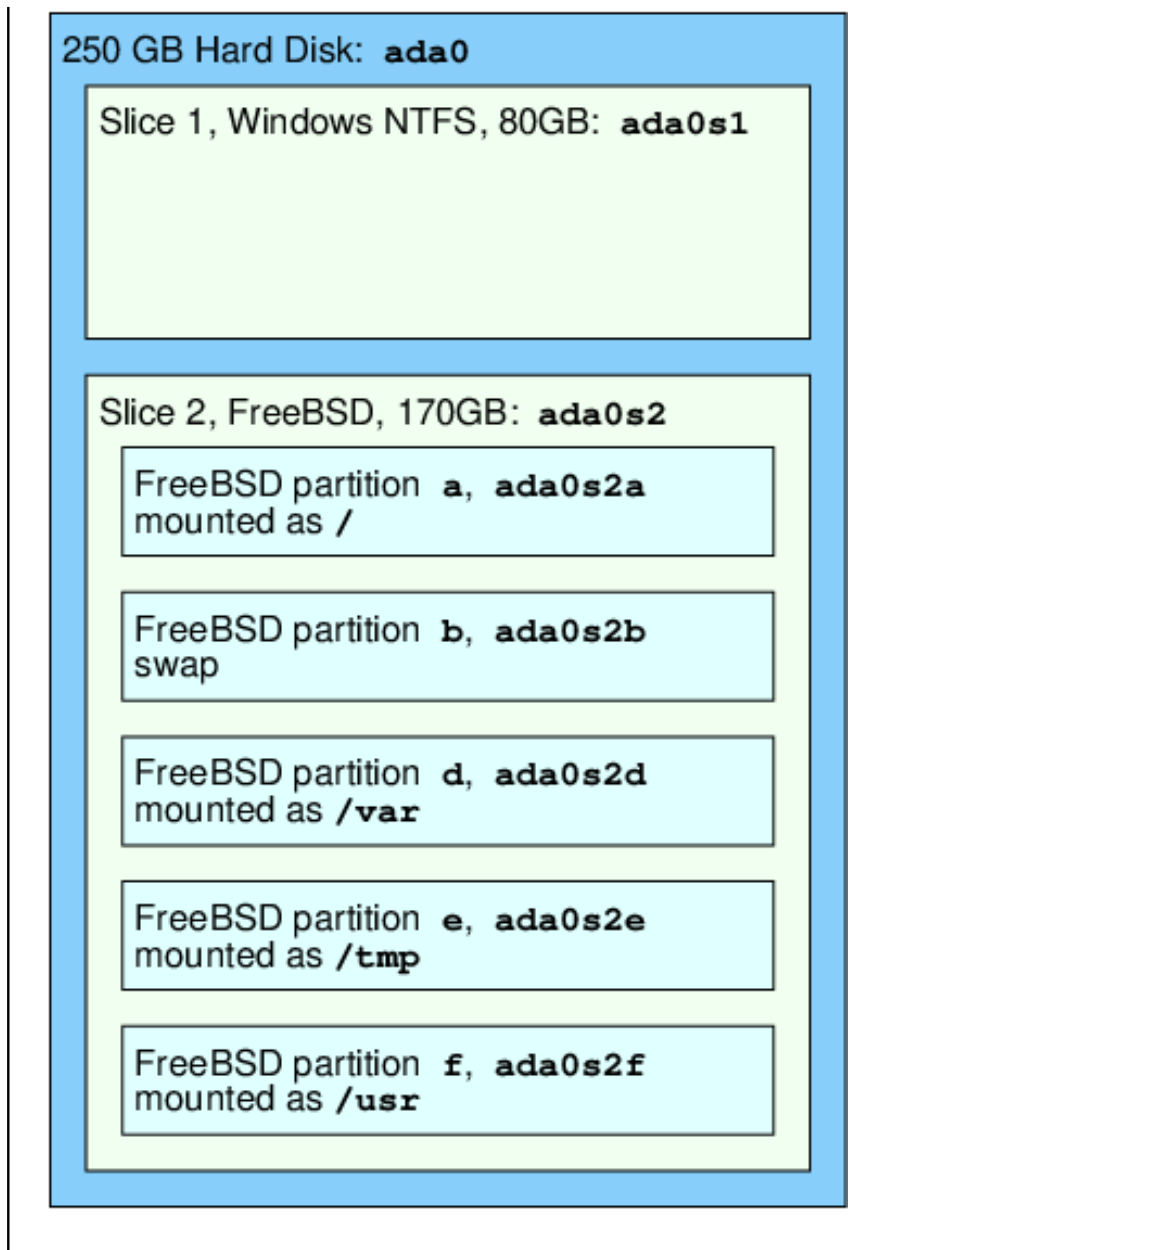 250 GB Hard Disk: ada0
Slice 1, Windows NTFS, 80GB: ada0s1
Slice 2, FreeBSD, 170GB: ada0s2
FreeBSD partition a, ada0s2a
mounted as /
FreeBSD partition b, ada0s2b
swap
FreeBSD partition d, ada0s2d
mounted as /var
FreeBSD partition e, ada0s2e
mounted as /tmp
FreeBSD partition f, ada0s2f
mounted as /usr